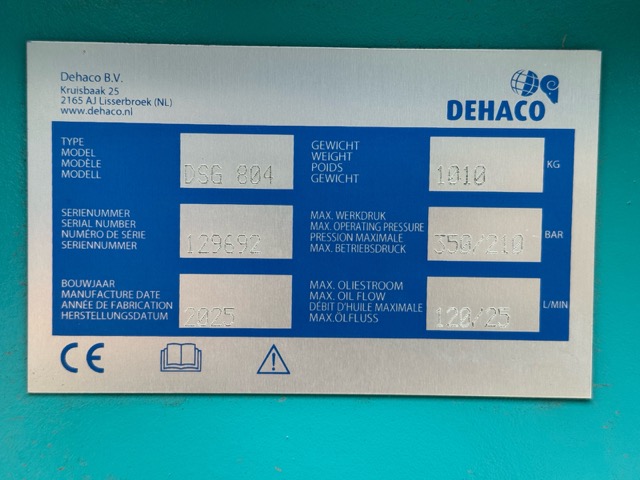 Dehaco B.V.
Kruisbaak 25
2165 AJ Lisserbroek (NL)
www.dehaco.nl
DEHACO
TYPE
MODEL
MODÈLE
MODELL
DSG 804
GEWICHT
WEIGHT
POIDS
GEWICHT
1010
KG
SERIENUMMER
SERIAL NUMBER
NUMÉRO DE SÉRIE
SERIENNUMMER
129692
MAX. WERKDRUK
MAX. OPERATING PRESSURE
PRESSION MAXIMALE
MAX. BETRIEBSDRUCK
350/210
BAR
BOUWJAAR
MANUFACTURE DATE
ANNÉE DE FABRICATION
HERSTELLUNGSDATUM
2025
MAX. OLIESTROOM
MAX. OIL FLOW
DÉBIT D'HUILE MAXIMALE
MAX.ÖLFLUSS
120/25
L/MIN
CE